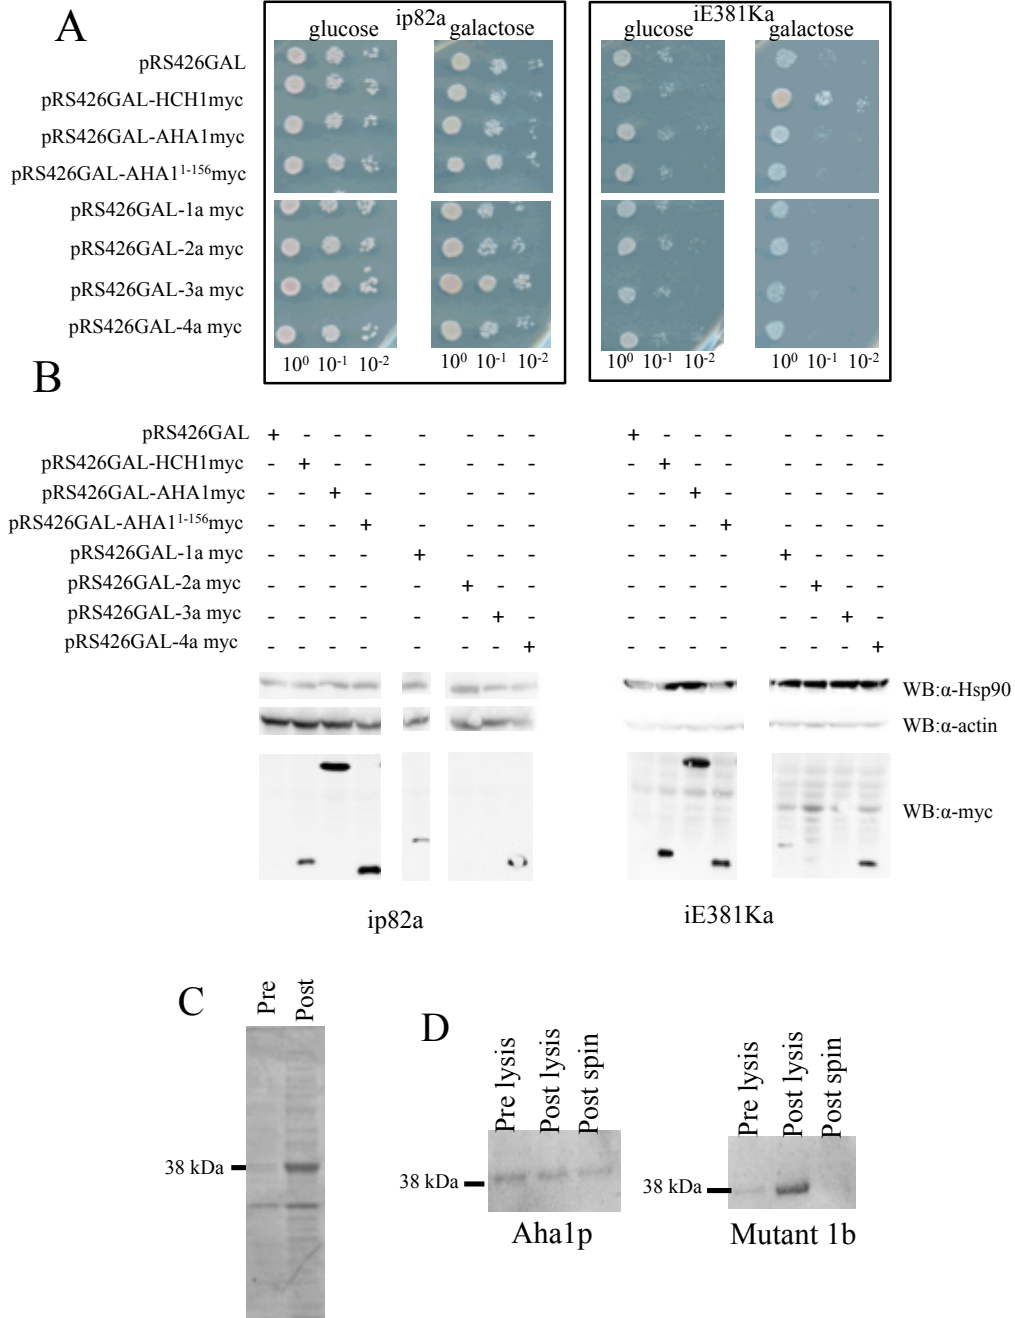 A
ip82a
iE381Ka
glucose galactose glucose galactose
pRS426GAL
pRS426GAL-HCH1myc
pRS426GAL-AHA1myc
pRS426GAL-AHA1¹⁻¹⁵⁶myc
pRS426GAL-1a myc
pRS426GAL-2a myc
pRS426GAL-3a myc
pRS426GAL-4a myc
10⁰ 10⁻¹ 10⁻² 10⁰ 10⁻¹ 10⁻² 10⁰ 10⁻¹ 10⁻² 10⁰ 10⁻¹ 10⁻²
B
pRS426GAL + - - - - - - - + - - - - - - -
pRS426GAL-HCH1myc - + - - - - - - - + - - - - - -
pRS426GAL-AHA1myc - - + - - - - - - - + - - - - -
pRS426GAL-AHA1¹⁻¹⁵⁶myc - - - + - - - - - - - + - - - -
pRS426GAL-1a myc - - - - + - - - - - - - + - - -
pRS426GAL-2a myc - - - - - + - - - - - - - + - -
pRS426GAL-3a myc - - - - - - + - - - - - - - + -
pRS426GAL-4a myc - - - - - - - + - - - - - - - +
WB:α-Hsp90
WB:α-actin
WB:α-myc
ip82a
iE381Ka
C
Pre
Post
38 kDa
D
Pre lysis
Post lysis
Post spin
38 kDa
Aha1p
Pre lysis
Post lysis
Post spin
38 kDa
Mutant 1b